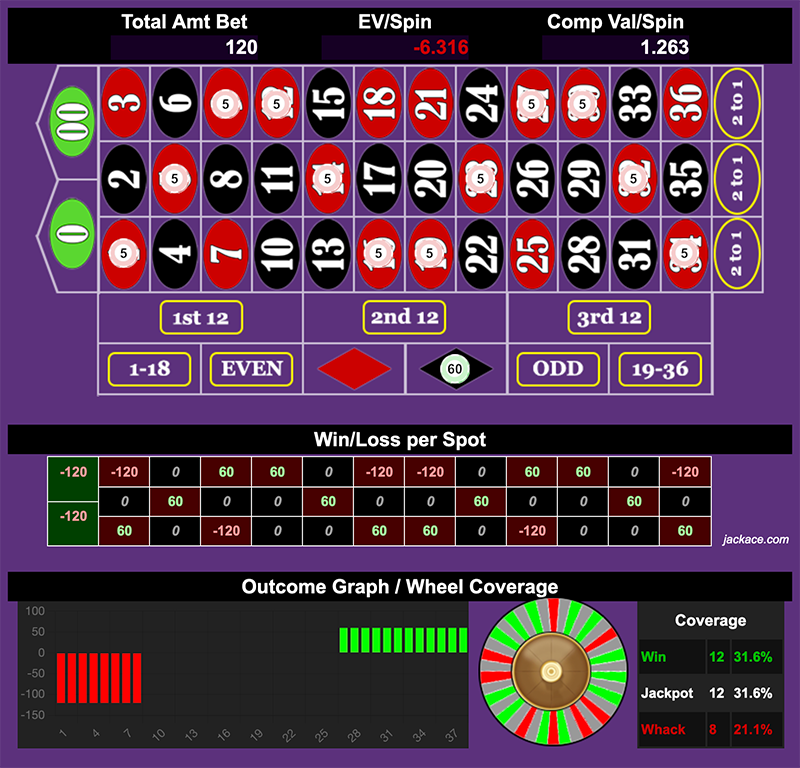 Total Amt Bet EV/Spin Comp Val/Spin
120 -6.316 1.263
00 3 6 5 5 15 18 21 24 5 5 33 36 2 to 1
2 5 8 11 5 17 20 5 26 29 5 35 2 to 1
0 5 4 7 10 13 5 5 22 25 28 31 5 2 to 1
1st 12 2nd 12 3rd 12
1-18 EVEN 60 ODD 19-36
Win/Loss per Spot
-120 -120 0 60 60 0 -120 -120 0 60 60 0 -120
0 60 0 0 60 0 0 60 0 0 60 0
-120 60 0 -120 0 0 60 60 0 -120 0 0 60
jackace.com
Outcome Graph / Wheel Coverage
100
50
0
-50
-100
-150
1 4 7 10 13 16 19 22 25 28 31 34 37
Coverage
Win 12 31.6%
Jackpot 12 31.6%
Whack 8 21.1%